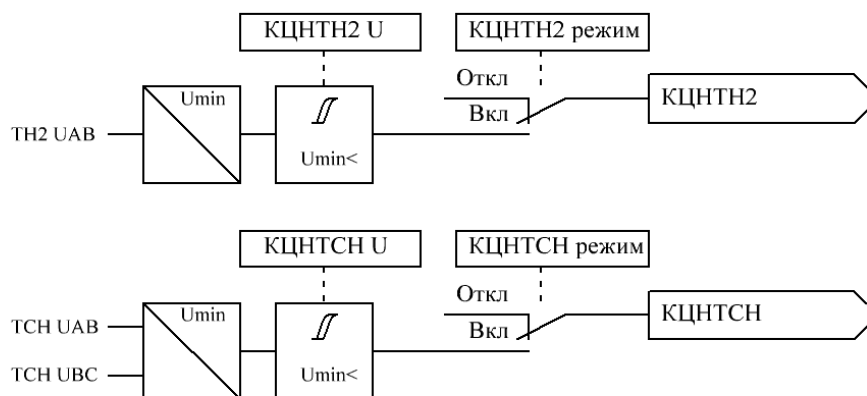 КЦНТН2 U
КЦНТН2 режим
Umin
Откл
КЦНТН2
Вкл
ТН2 UAB
Umin<
КЦНТСН U
КЦНТСН режим
Umin
Откл
КЦНТСН
ТСН UAB
Вкл
ТСН UBC
Umin<